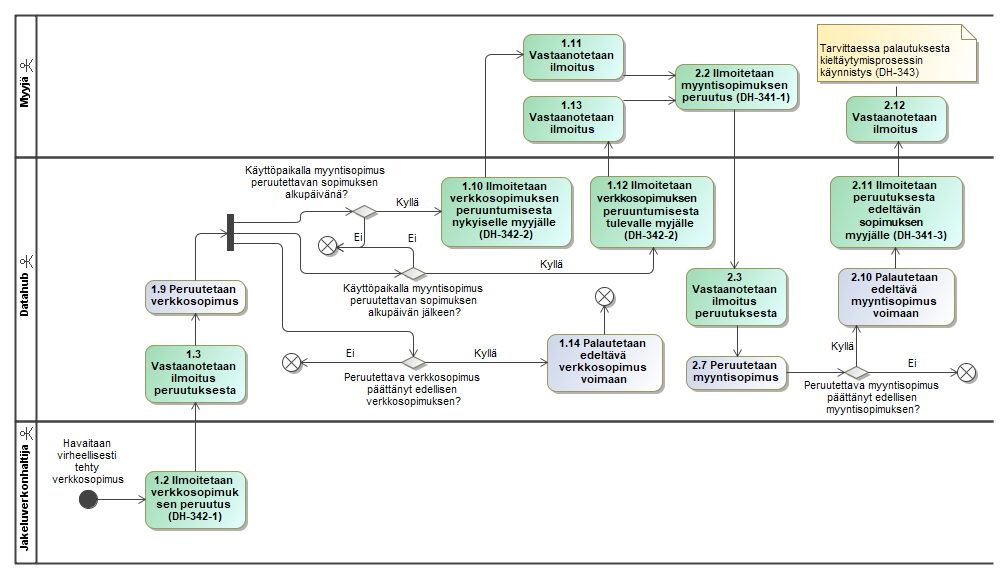 Myyjä
1.11
Vastaanotetaan
ilmoitus
1.13
Vastaanotetaan
ilmoitus
2.2 Ilmoitetaan
myyntisopimuksen
peruutus (DH-341-1)
Tarvittaessa palautuksesta
kieltäytymisprosessin
käynnistys (DH-343)
2.12
Vastaanotetaan
ilmoitus
Datahub
Käyttöpaikalla myyntisopimus
peruutettavan sopimuksen
alkupäivänä?
Kyllä
Ei
1.10 Ilmoitetaan
verkkosopimuksen
peruuntumisesta
nykyiselle myyjälle
(DH-342-2)
1.12 Ilmoitetaan
verkkosopimuksen
peruuntumisesta
tulevalle myjälle
(DH-342-2)
2.11 Ilmoitetaan
peruutuksesta
edeltävän
sopimuksen
myyjälle (DH-341-3)
Ei
Kyllä
Käyttöpaikalla myyntisopimus
peruutettavan sopimuksen
alkupäivän jälkeen?
1.9 Peruutetaan
verkkosopimus
2.3
Vastaanotetaan
ilmoitus
peruutuksesta
2.10 Palautetaan
edeltävä
myyntisopimus
voimaan
1.3
Vastaanotetaan
ilmoitus
peruutuksesta
Ei
Kyllä
Peruutettava verkkosopimus
päättänyt edellisen
verkkosopimuksen?
1.14 Palautetaan
edeltävä
verkkosopimus
voimaan
2.7 Peruutetaan
myyntisopimus
Kyllä
Ei
Peruutettava myyntisopimus
päättänyt edellisen
myyntisopimuksen?
Jakeluverkonhaltija
Havaitaan
virheellisesti
tehty
verkkosopimus
1.2 Ilmoitetaan
verkkosopimuk
sen peruutus
(DH-342-1)